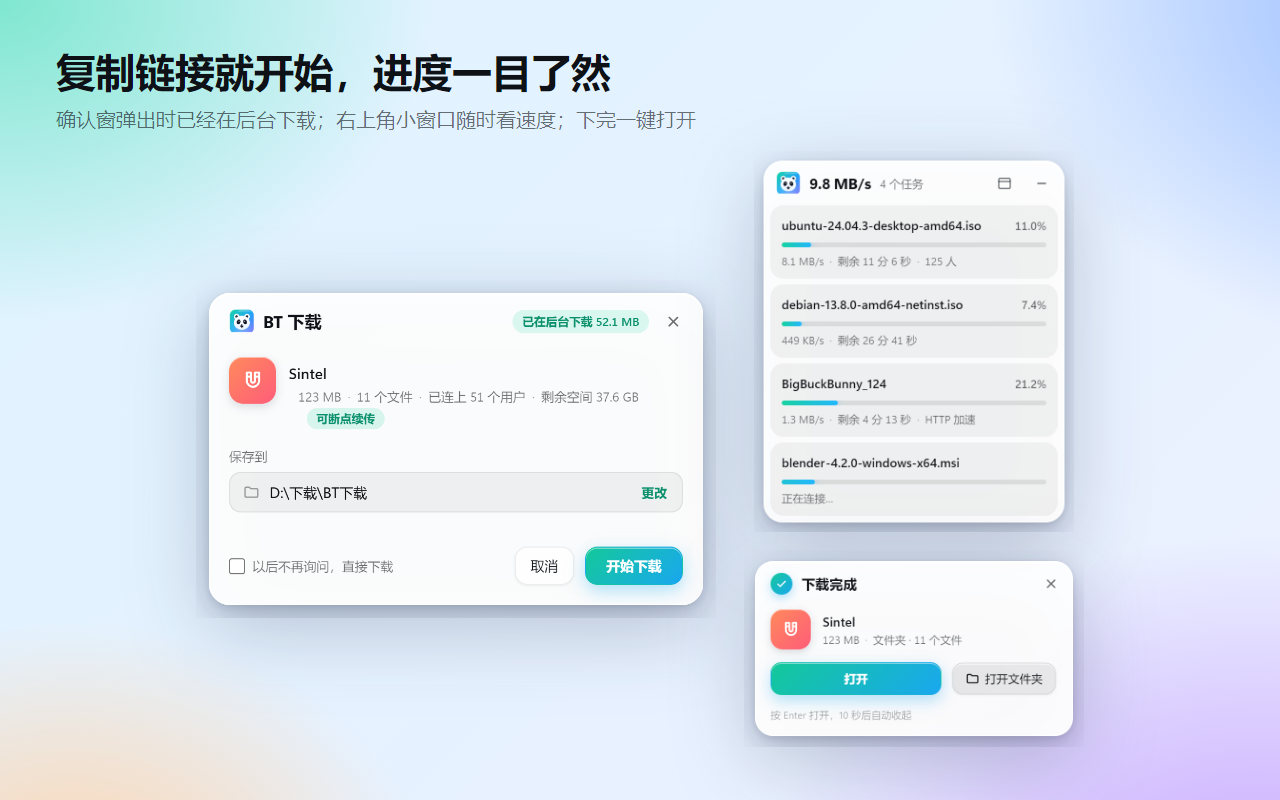 复制链接就开始，进度一目了然
确认窗弹出时已经在后台下载；右上角小窗口随时看速度；下完一键打开
BT 下载
已在后台下载 52.1 MB
Sintel
123 MB · 11 个文件 · 已连上 51 个用户 · 剩余空间 37.6 GB
可断点续传
保存到
D:\下载\BT下载
更改
以后不再询问，直接下载
取消
开始下载
9.8 MB/s 4 个任务
ubuntu-24.04.3-desktop-amd64.iso 11.0%
8.1 MB/s · 剩余 11 分 6 秒 · 125 人
debian-13.8.0-amd64-netinst.iso 7.4%
449 KB/s · 剩余 26 分 41 秒
BigBuckBunny_124 21.2%
1.3 MB/s · 剩余 4 分 13 秒 · HTTP 加速
blender-4.2.0-windows-x64.msi
正在连接...
下载完成
Sintel
123 MB · 文件夹 · 11 个文件
打开
打开文件夹
按 Enter 打开，10 秒后自动收起